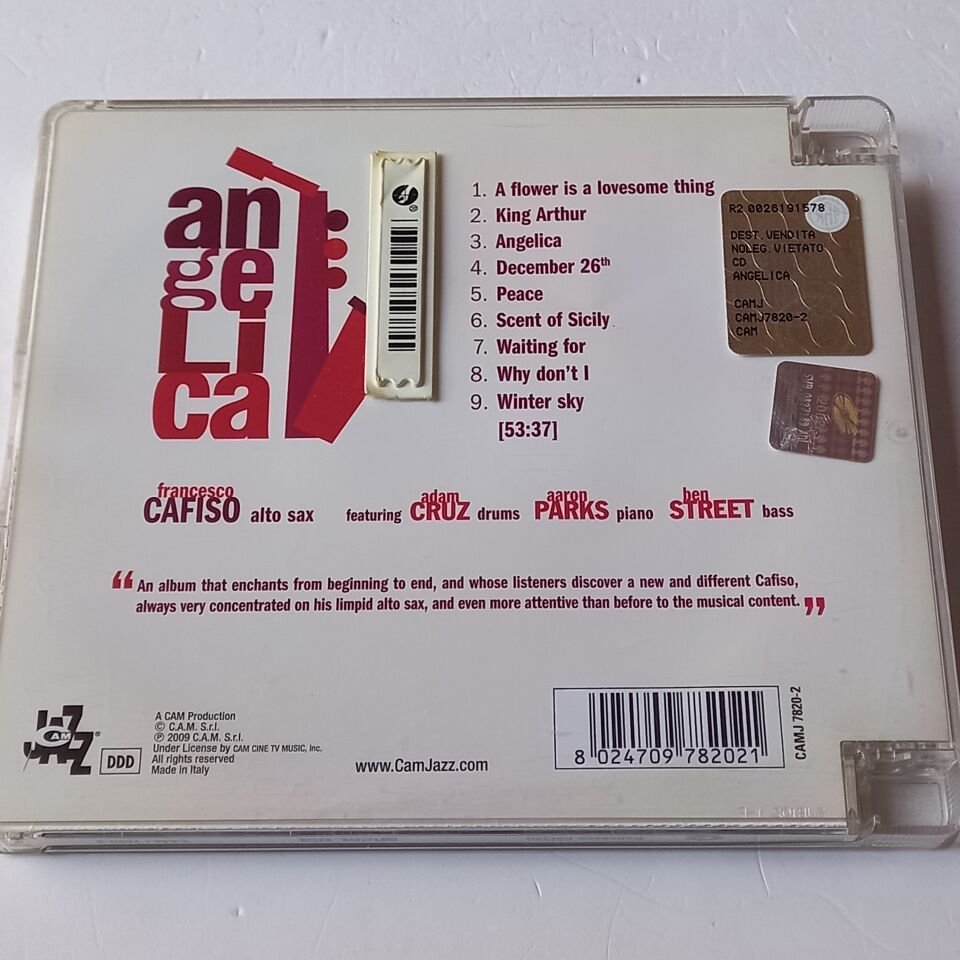 angelica
1. A flower is a lovesome thing
2. King Arthur
3. Angelica
4. December 26th
5. Peace
6. Scent of Sicily
7. Waiting for
8. Why don't I
9. Winter sky
[53:37]
R2 0026191578
DEST.VENDITA
NOLEG.VIETATO
CD
ANGELICA
CAMJ
CAMJ7820-2
CAM
francesco CAFISO alto sax featuring adam CRUZ drums aaron PARKS piano ben STREET bass
“An album that enchants from beginning to end, and whose listeners discover a new and different Cafiso,
always very concentrated on his limpid alto sax, and even more attentive than before to the musical content.”
JAZZ
CAM
DDD
A CAM Production
© C.A.M. S.r.l.
℗ 2009 C.A.M. S.r.l.
Under License by CAM CINE TV MUSIC, Inc.
All rights reserved
Made in Italy
www.CamJazz.com
8 024709 782021
CAMJ 7820-2